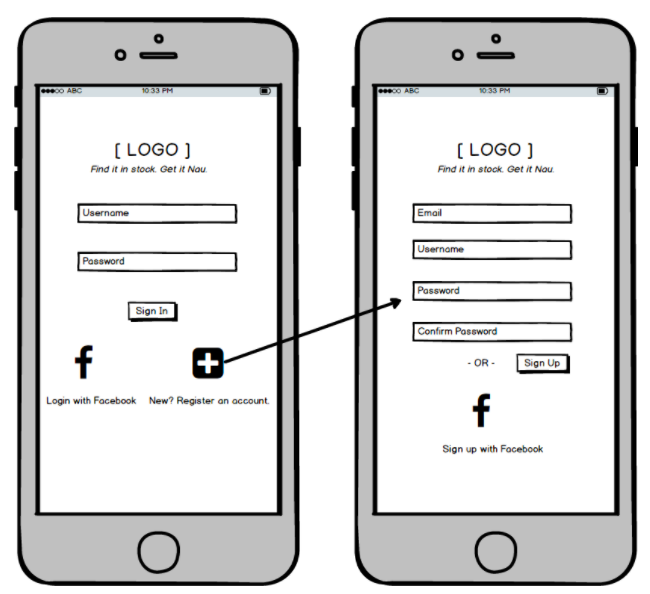 ABC 10:33 PM
[ LOGO ]
Find it in stock. Get it Nau.
Username
Password
Sign In
Login with Facebook
New? Register an account.
ABC 10:33 PM
[ LOGO ]
Find it in stock. Get it Nau.
Email
Username
Password
Confirm Password
- OR - Sign Up
Sign up with Facebook